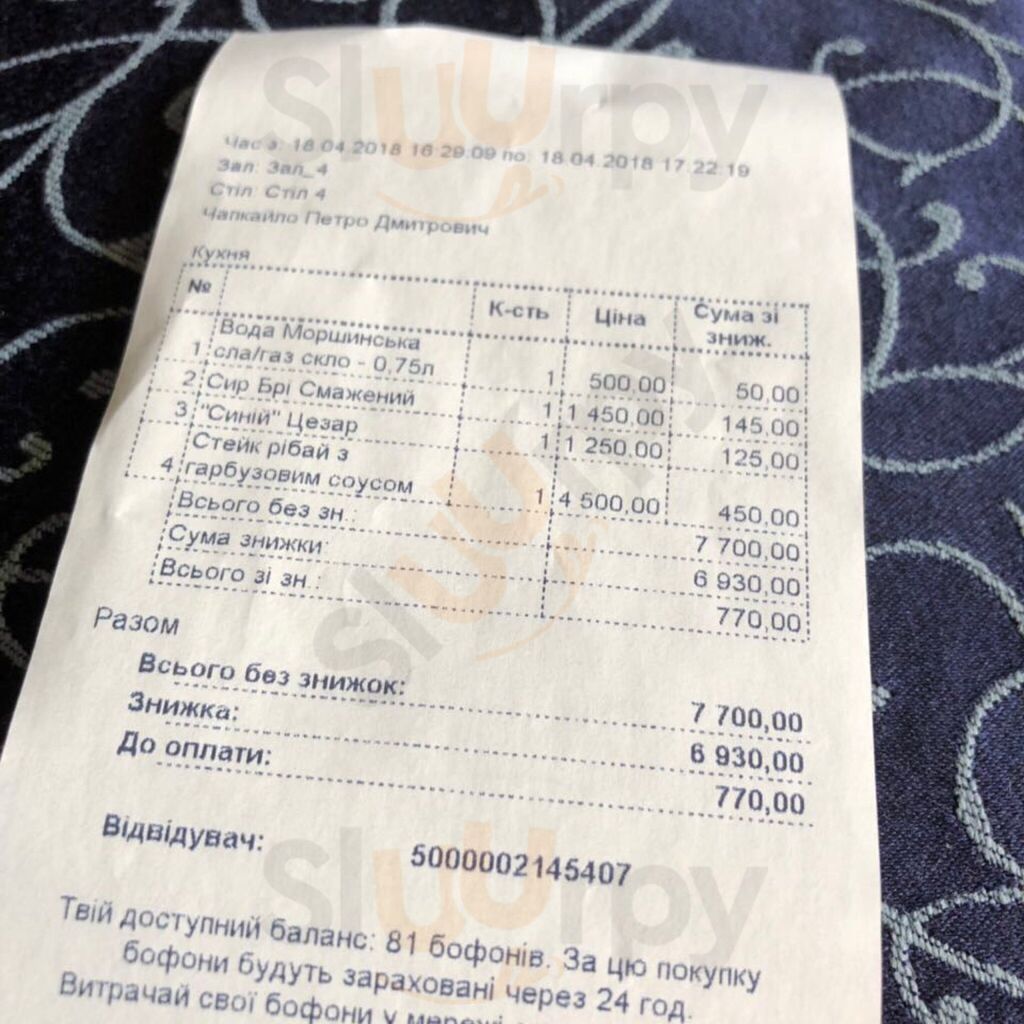 Час з: 18.04.2018 16:29:09 по: 18.04.2018 17:22:19
Зал: Зал_4
Стіл: Стіл 4
Чапкайло Петро Дмитрович
Кухня
№ К-сть Ціна Сума зі зниж.
1 Вода Моршинська
сла/газ скло - 0,75л 1 500,00 50,00
2 Сир Брі Смажений 1 1 450,00 145,00
3 "Синій" Цезар 1 1 250,00 125,00
4 Стейк рібай з
гарбузовим соусом 1 4 500,00 450,00
Всього без зн.: 7 700,00
Сума знижки: 6 930,00
Всього зі зн.: 770,00
Разом
Всього без знижок: 7 700,00
Знижка: 6 930,00
До оплати: 770,00
Відвідувач: 5000002145407
Твій доступний баланс: 81 бофонів. За цю покупку
бофони будуть зараховані через 24 год.
Витрачай свої бофони у мережі
sluurpy
sluurpy
sluurpy